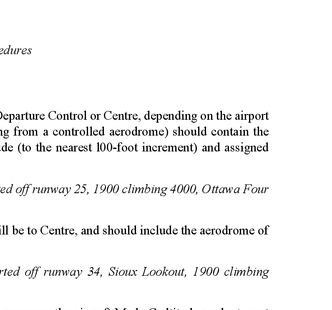 edures
Departure Control or Centre, depending on the airport
ng from a controlled aerodrome) should contain the
de (to the nearest l00-foot increment) and assigned
ed off runway 25, 1900 climbing 4000, Ottawa Four
ll be to Centre, and should include the aerodrome of
rted off runway 34, Sioux Lookout, 1900 climbing